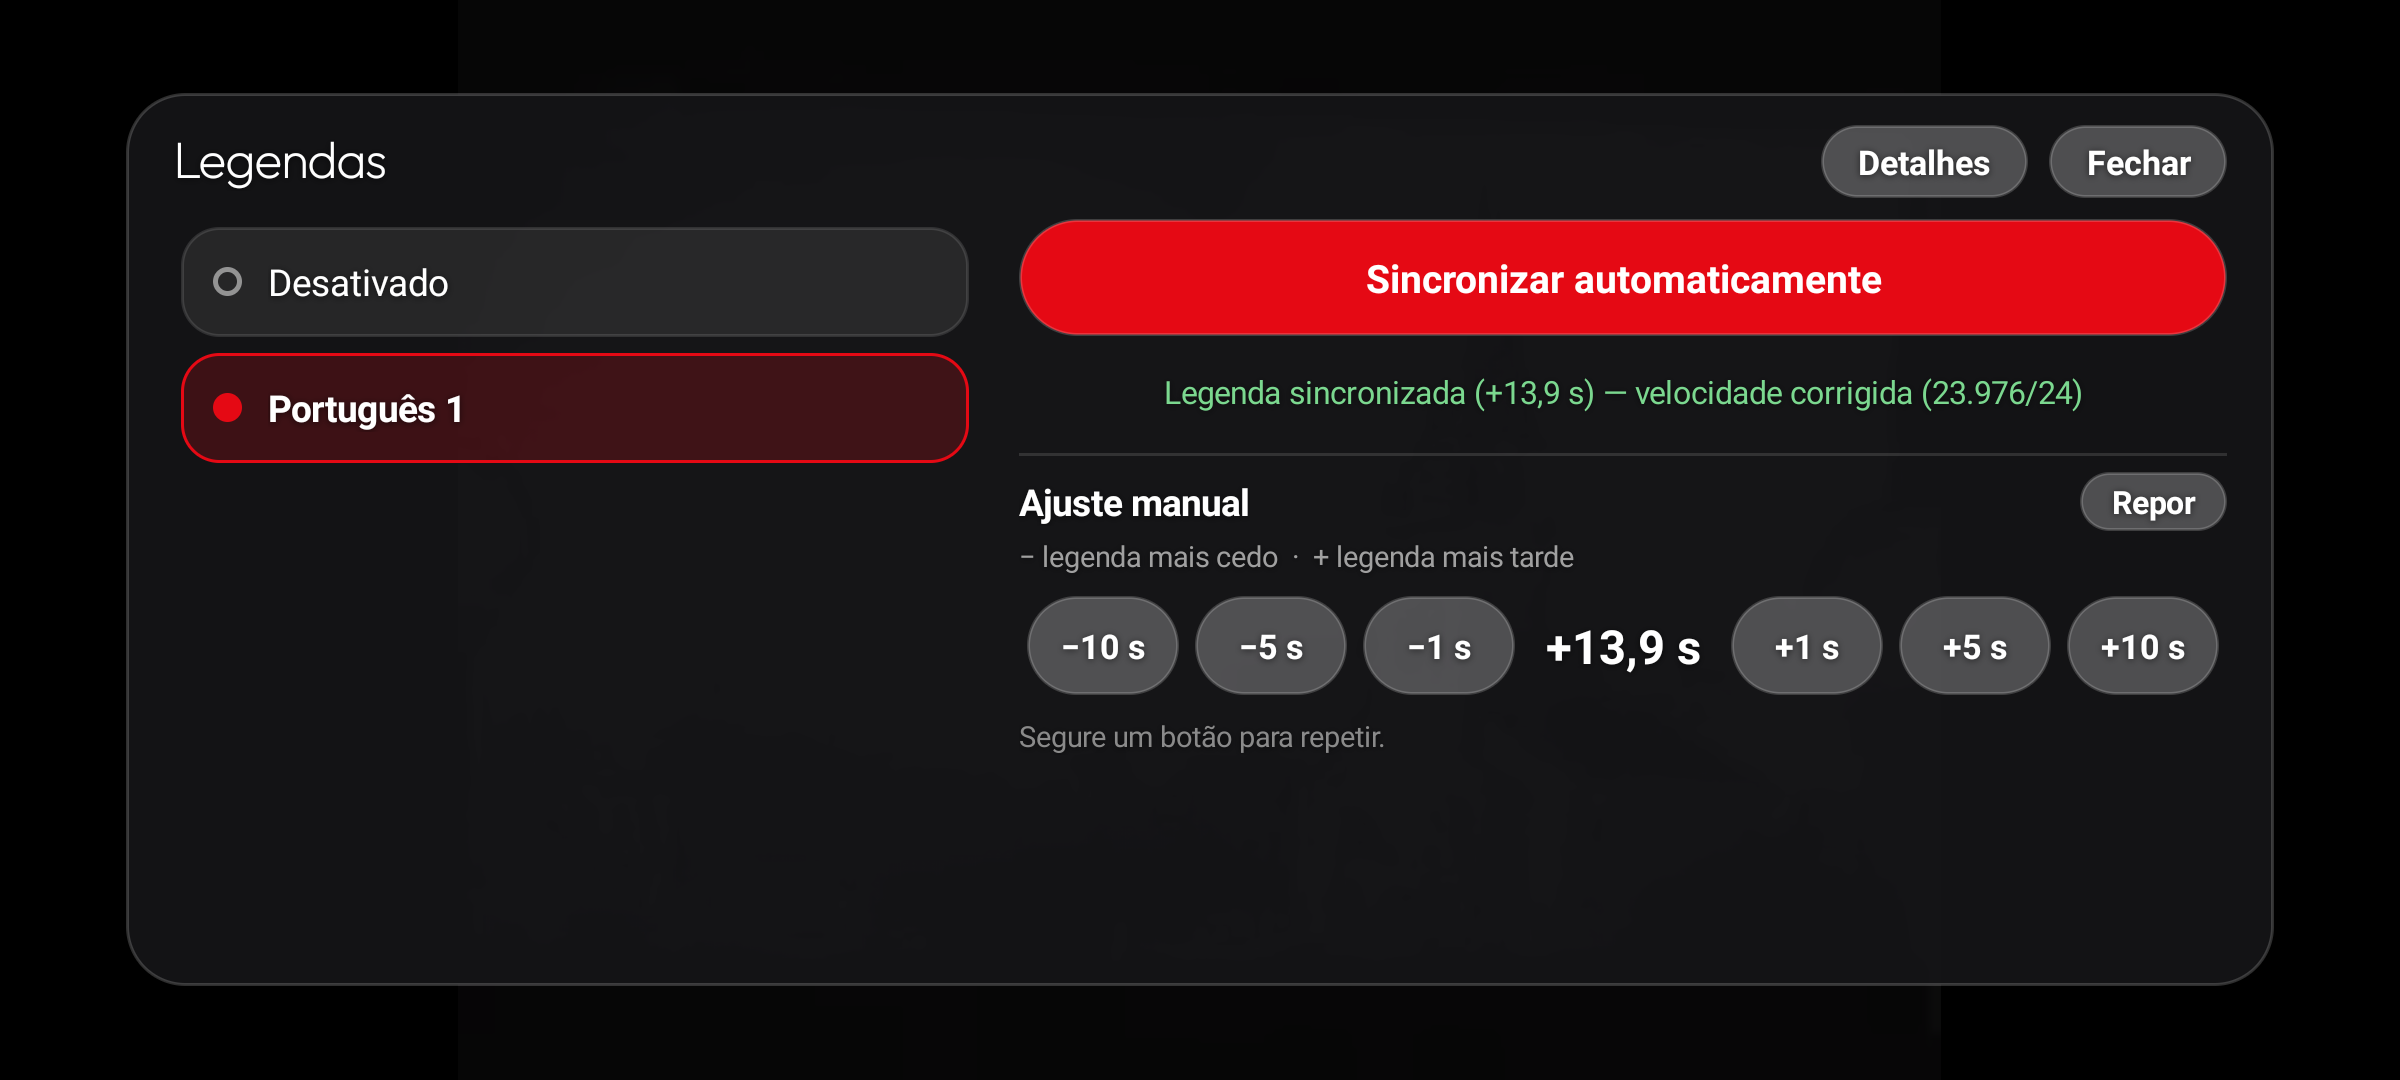 Legendas
Detalhes
Fechar
Desativado
Português 1
Sincronizar automaticamente
Legenda sincronizada (+13,9 s) — velocidade corrigida (23.976/24)
Ajuste manual
Repor
− legenda mais cedo · + legenda mais tarde
−10 s
−5 s
−1 s
+13,9 s
+1 s
+5 s
+10 s
Segure um botão para repetir.